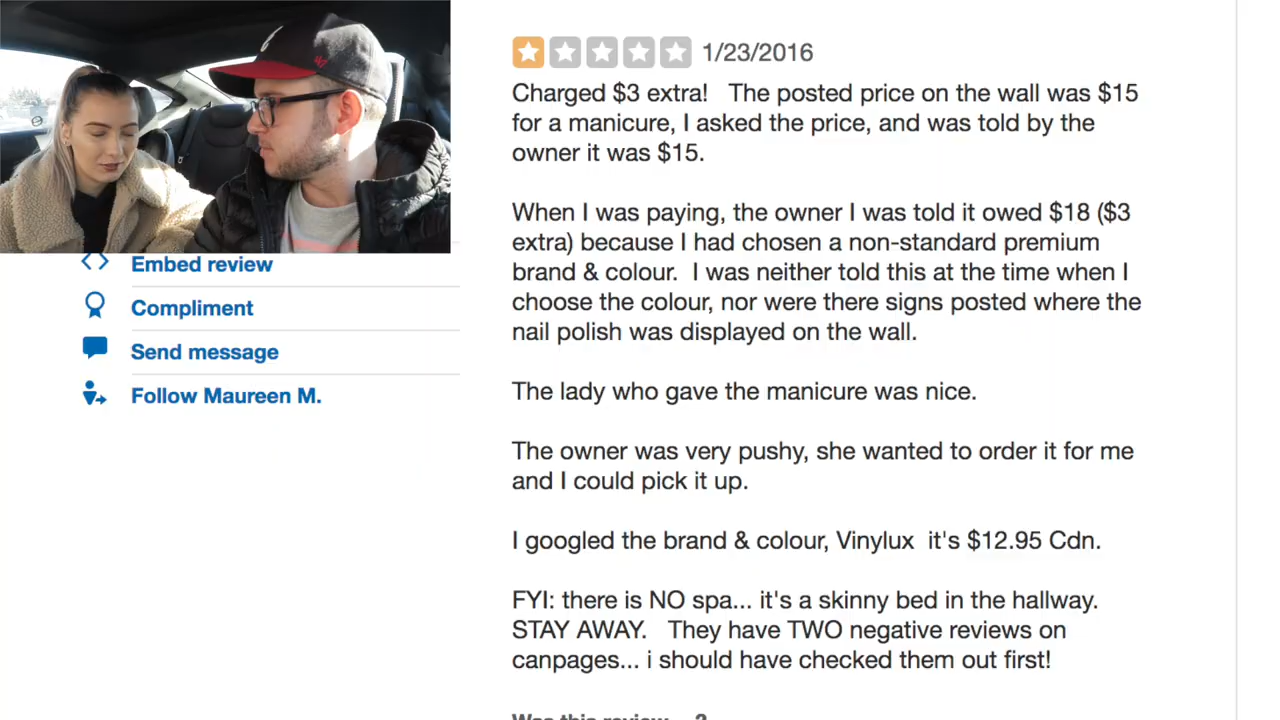 1/23/2016
Charged $3 extra! The posted price on the wall was $15
for a manicure, I asked the price, and was told by the
owner it was $15.
When I was paying, the owner I was told it owed $18 ($3
extra) because I had chosen a non-standard premium
brand & colour. I was neither told this at the time when I
choose the colour, nor were there signs posted where the
nail polish was displayed on the wall.
The lady who gave the manicure was nice.
The owner was very pushy, she wanted to order it for me
and I could pick it up.
I googled the brand & colour, Vinylux it's $12.95 Cdn.
FYI: there is NO spa... it's a skinny bed in the hallway.
STAY AWAY. They have TWO negative reviews on
canpages... i should have checked them out first!
Embed review
Compliment
Send message
Follow Maureen M.